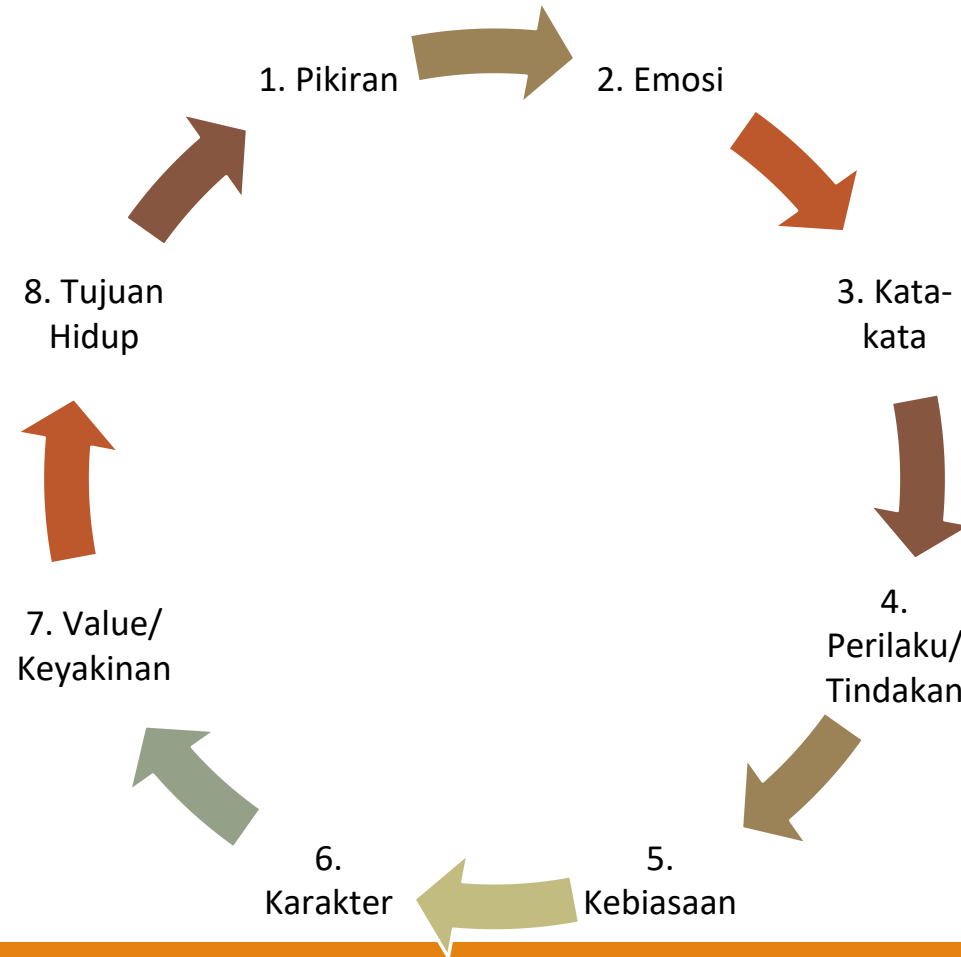 1. Pikiran
2. Emosi
3. Kata-
kata
4.
Perilaku/
Tindakan
5.
Kebiasaan
6.
Karakter
7. Value/
Keyakinan
8. Tujuan
Hidup